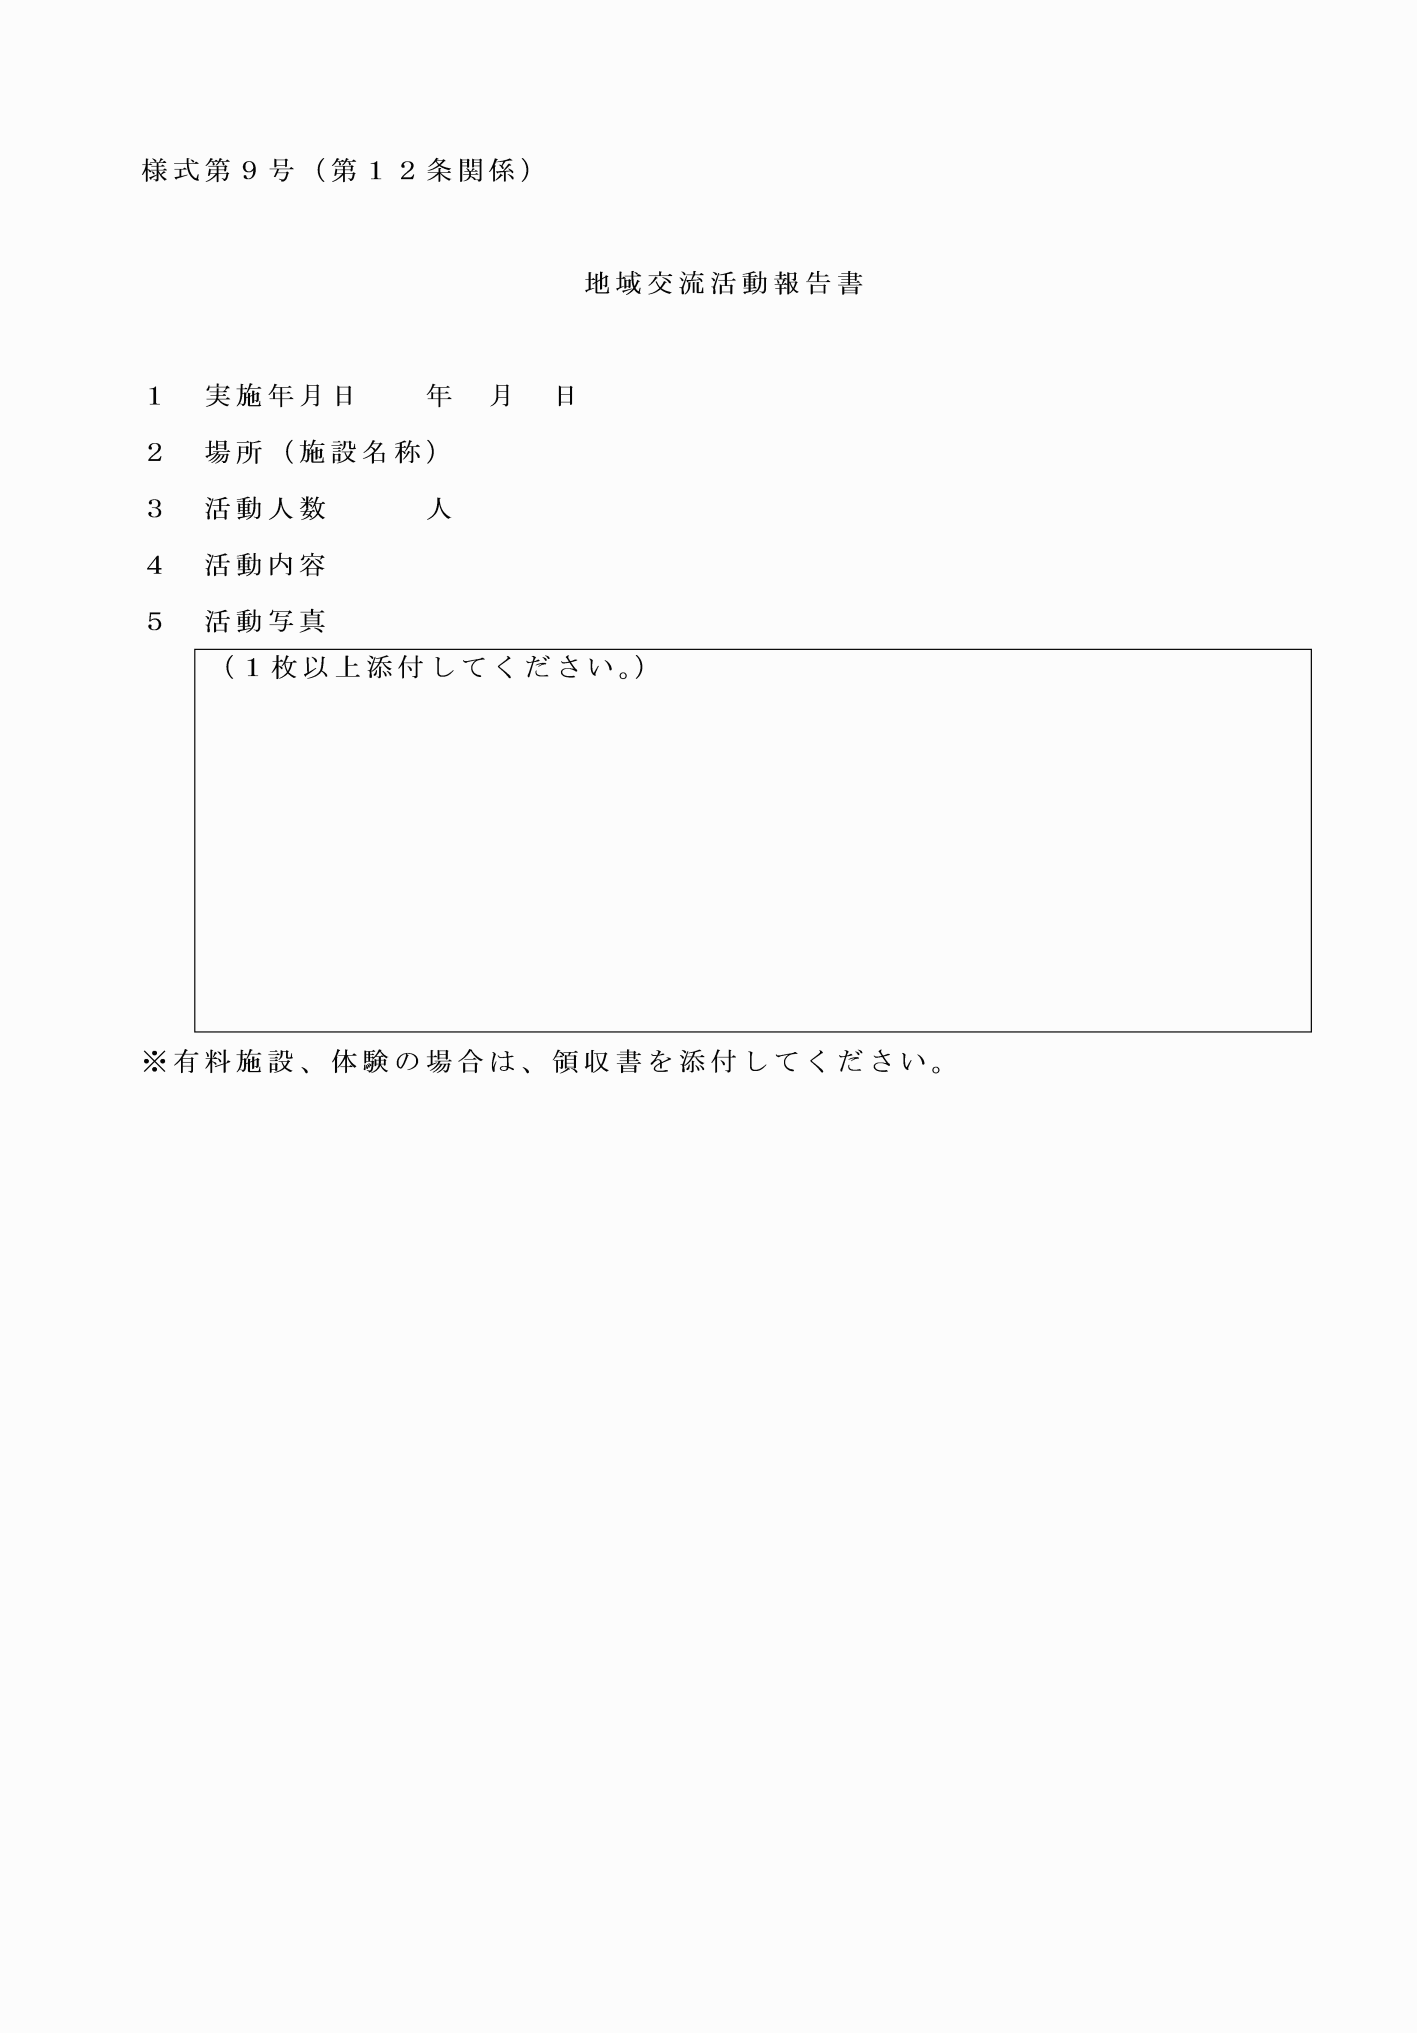 様式第９号（第１２条関係）
地域交流活動報告書
１　実施年月日　　年　月　日
２　場所（施設名称）
３　活動人数　　　人
４　活動内容
５　活動写真
（１枚以上添付してください。）
※有料施設、体験の場合は、領収書を添付してください。